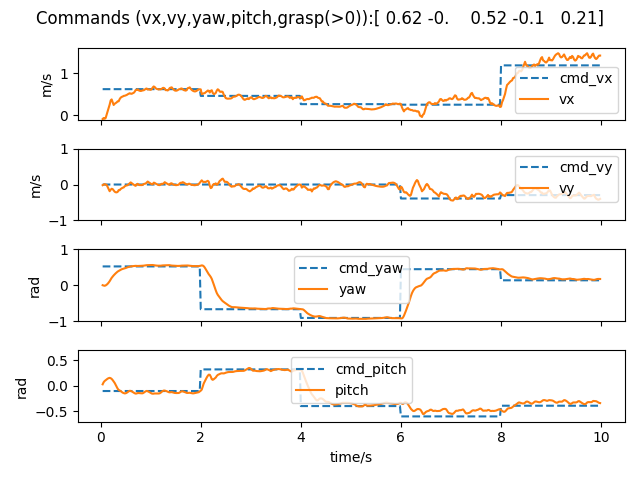 Commands (vx,vy,yaw,pitch,grasp(>0)):[ 0.62 -0.    0.52 -0.1   0.21]
1
0
m/s
cmd_vx
vx
1
0
−1
m/s
cmd_vy
vy
1
0
−1
rad
cmd_yaw
yaw
0.5
0.0
−0.5
rad
cmd_pitch
pitch
0 2 4 6 8 10
time/s